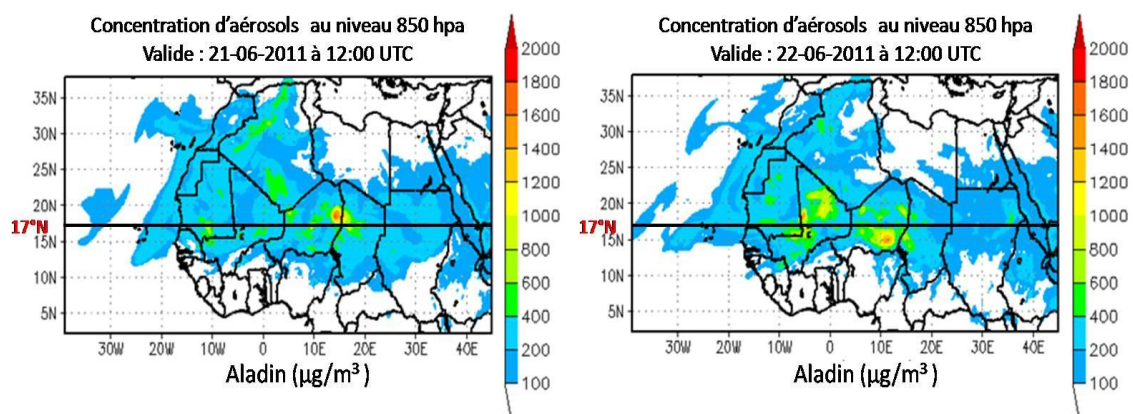 Concentration d'aérosols au niveau 850 hpa
Valide : 21-06-2011 à 12:00 UTC
35N
30N
25N
20N
17°N
15N
10N
5N
30W
20W
10W
0
10E
20E
30E
40E
Aladin (µg/m³)
2000
1800
1600
1400
1200
1000
800
600
400
200
100
Concentration d'aérosols au niveau 850 hpa
Valide : 22-06-2011 à 12:00 UTC
35N
30N
25N
20N
17°N
15N
10N
5N
30W
20W
10W
0
10E
20E
30E
40E
Aladin (µg/m³)
2000
1800
1600
1400
1200
1000
800
600
400
200
100